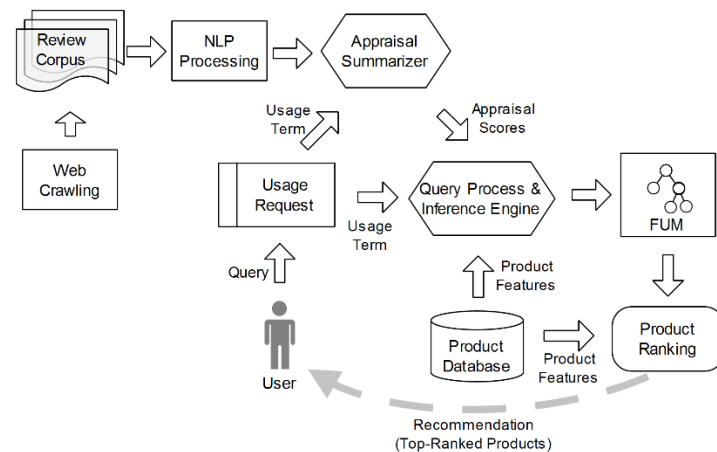 Review
Corpus
NLP
Processing
Appraisal
Summarizer
Usage
Term
Appraisal
Scores
Web
Crawling
Usage
Request
Usage
Term
Query Process &
Inference Engine
FUM
Query
Product
Features
User
Product
Database
Product
Features
Product
Ranking
Recommendation
(Top-Ranked Products)